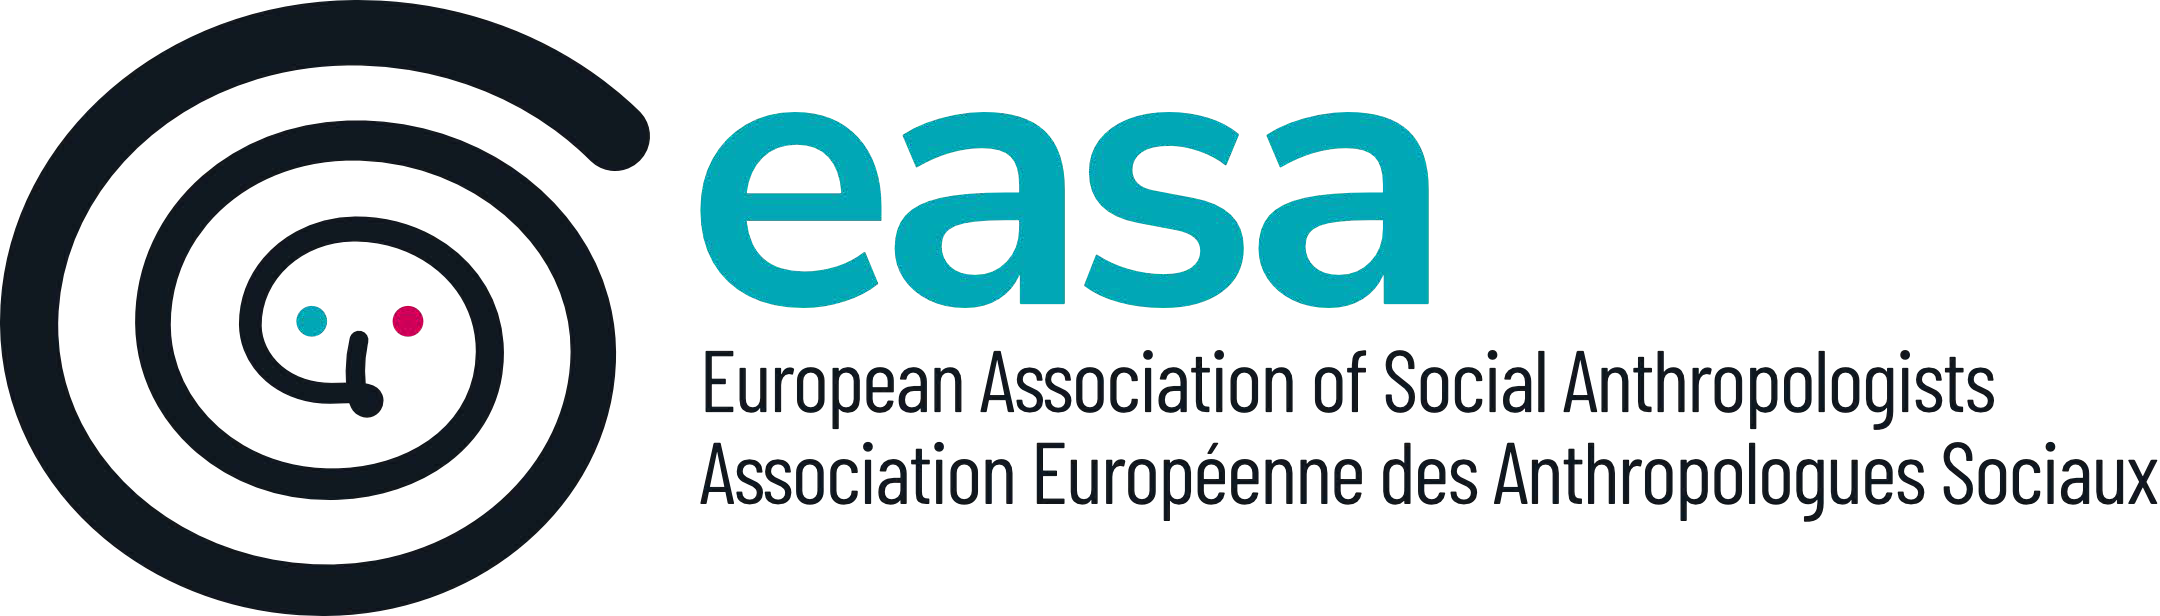 easa
European Association of Social Anthropologists
Association Européenne des Anthropologues Sociaux